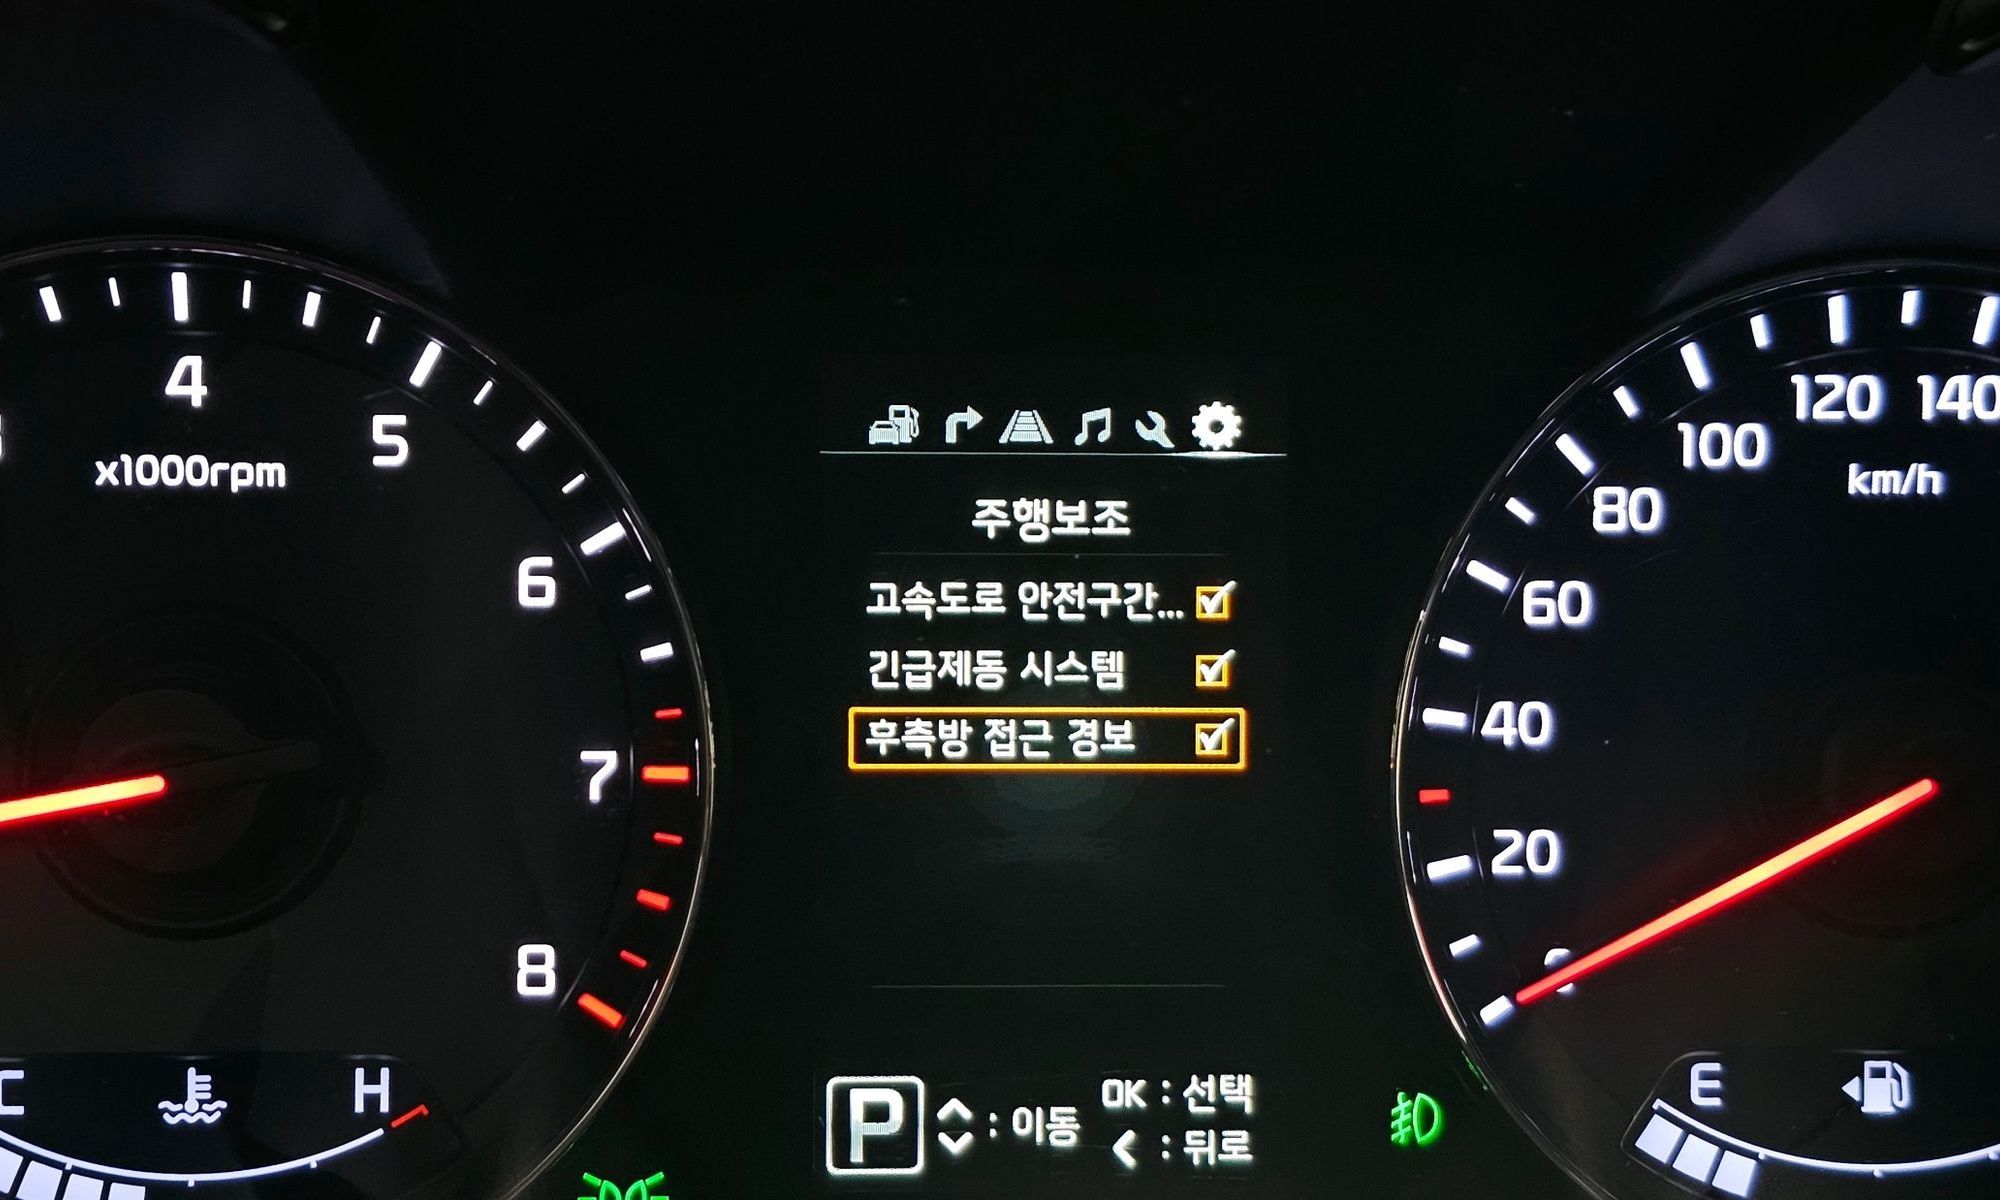 4
5
x1000rpm
6
7
8
C
H
주행보조
고속도로 안전구간...
긴급제동 시스템
후측방 접근 경보
P
: 이동
OK : 선택
< : 뒤로
140
120
100
km/h
80
60
40
20
0
E